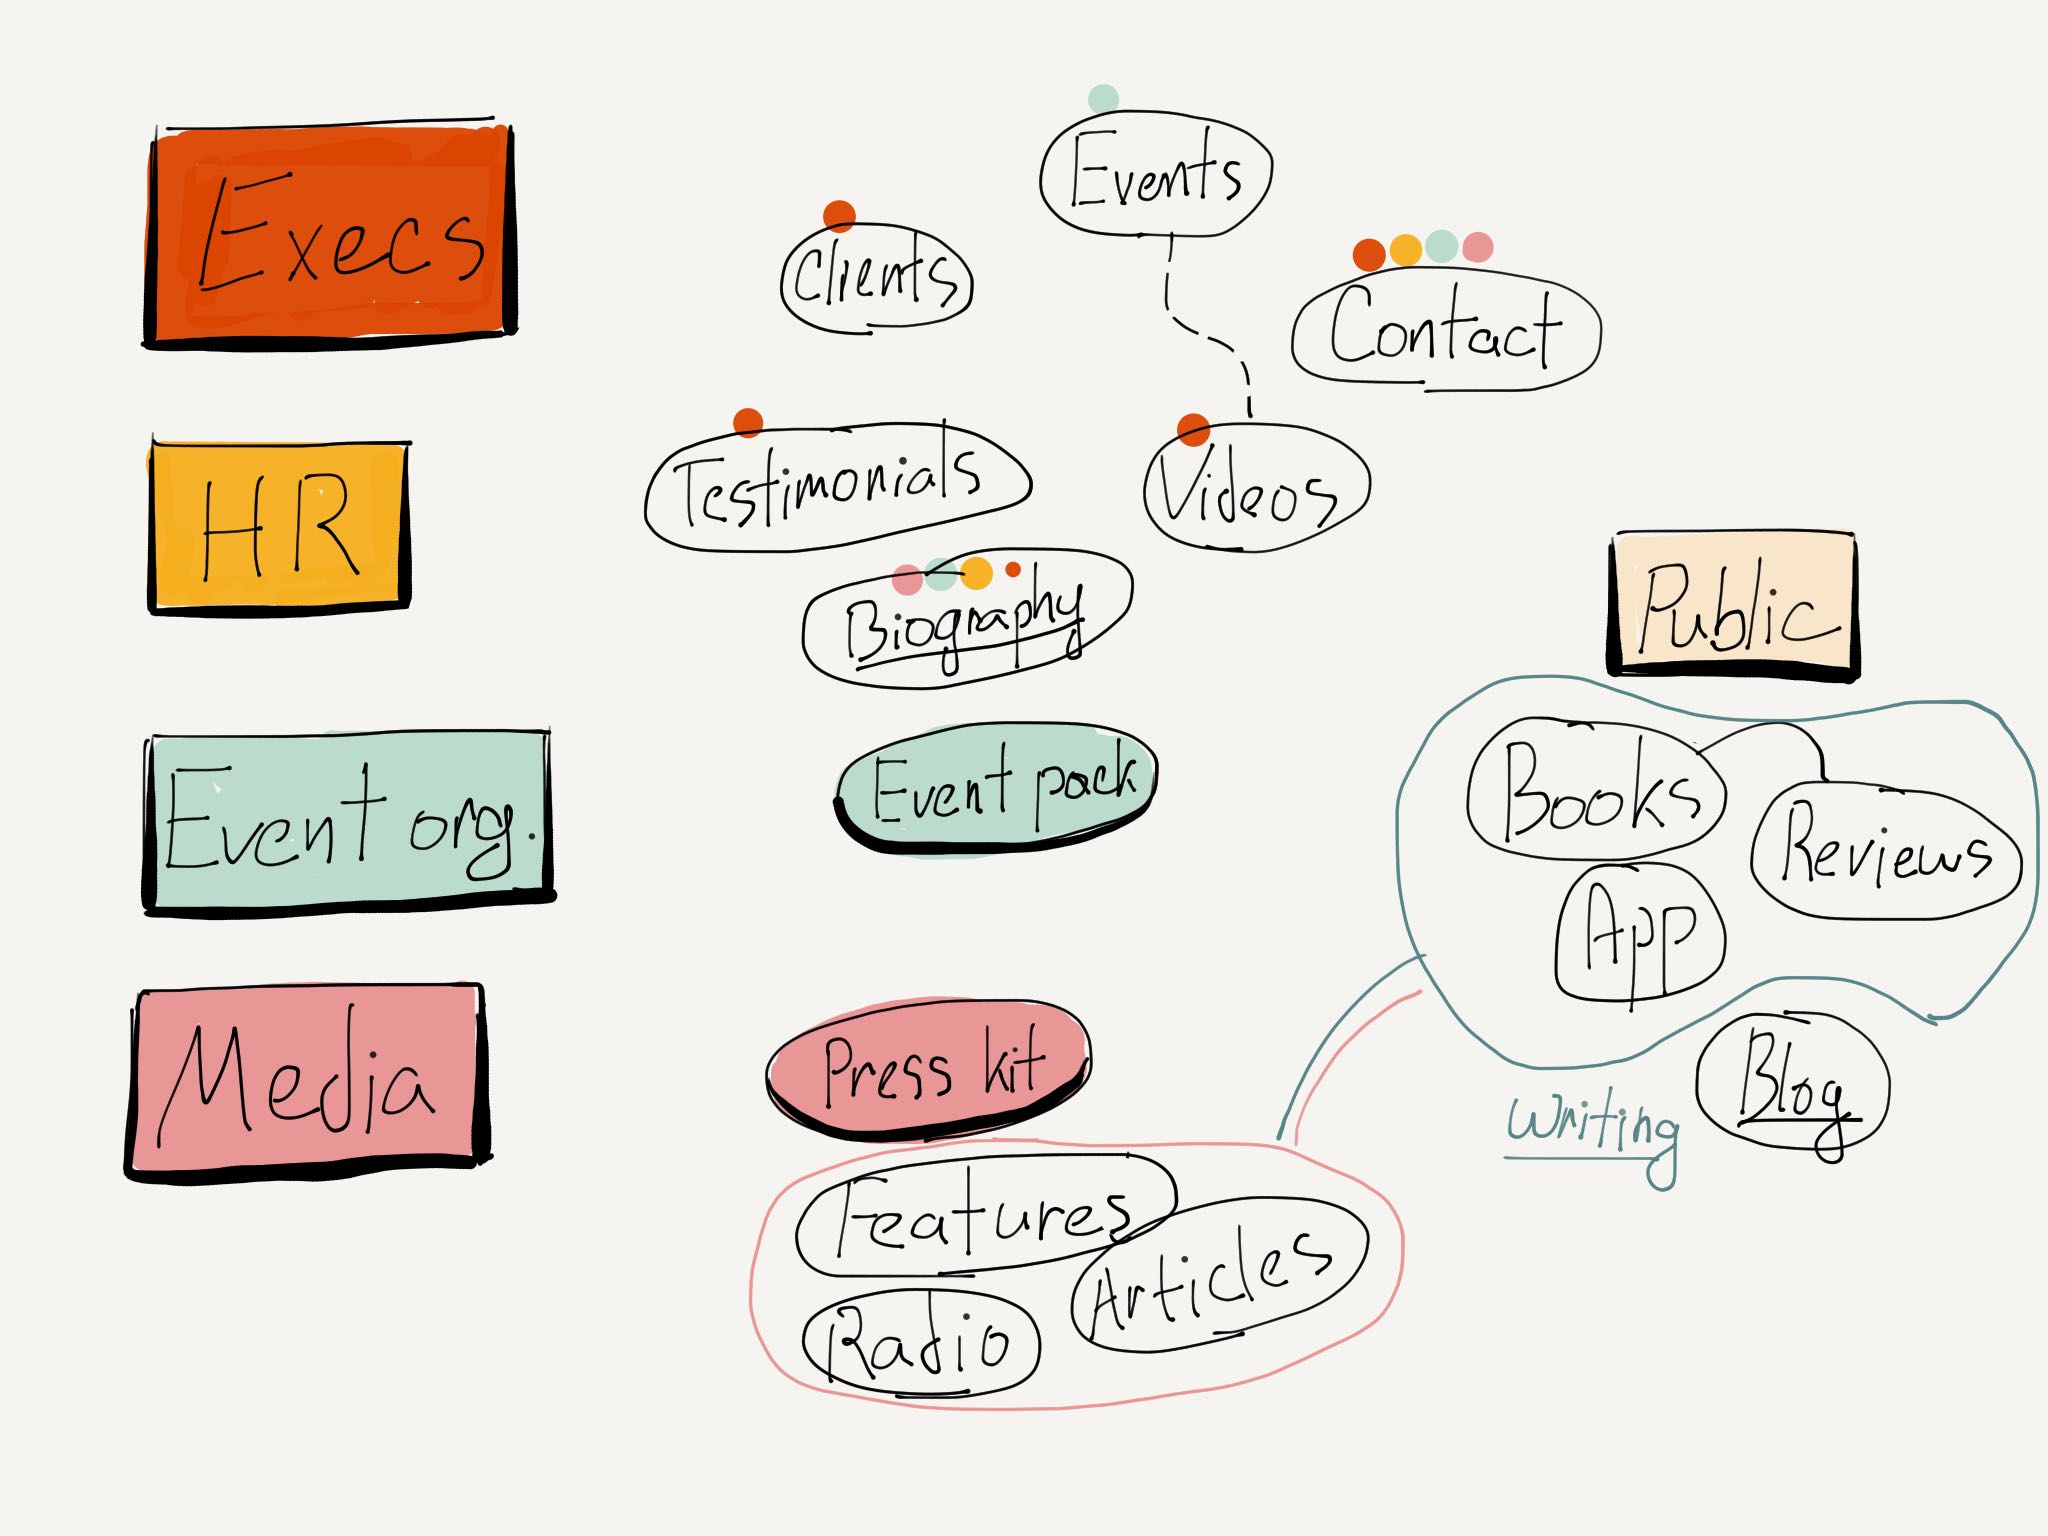 Execs
HR
Event org.
Media
Events
Clients
Contact
Testimonials
Videos
Biography
Event pack
Press kit
Features
Articles
Radio
Public
Books
Reviews
App
Blog
Writing